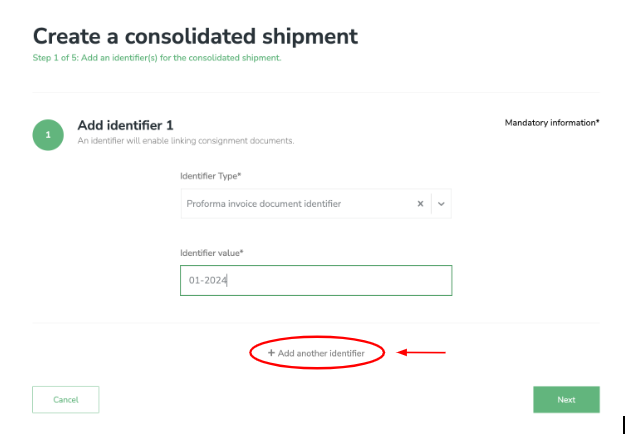 Create a consolidated shipment
Step 1 of 5: Add an identifier(s) for the consolidated shipment.
1
Add identifier 1
Mandatory information*
An identifier will enable linking consignment documents.
Identifier Type*
Proforma invoice document identifier
Identifier value*
01-2024
+ Add another identifier
Cancel
Next